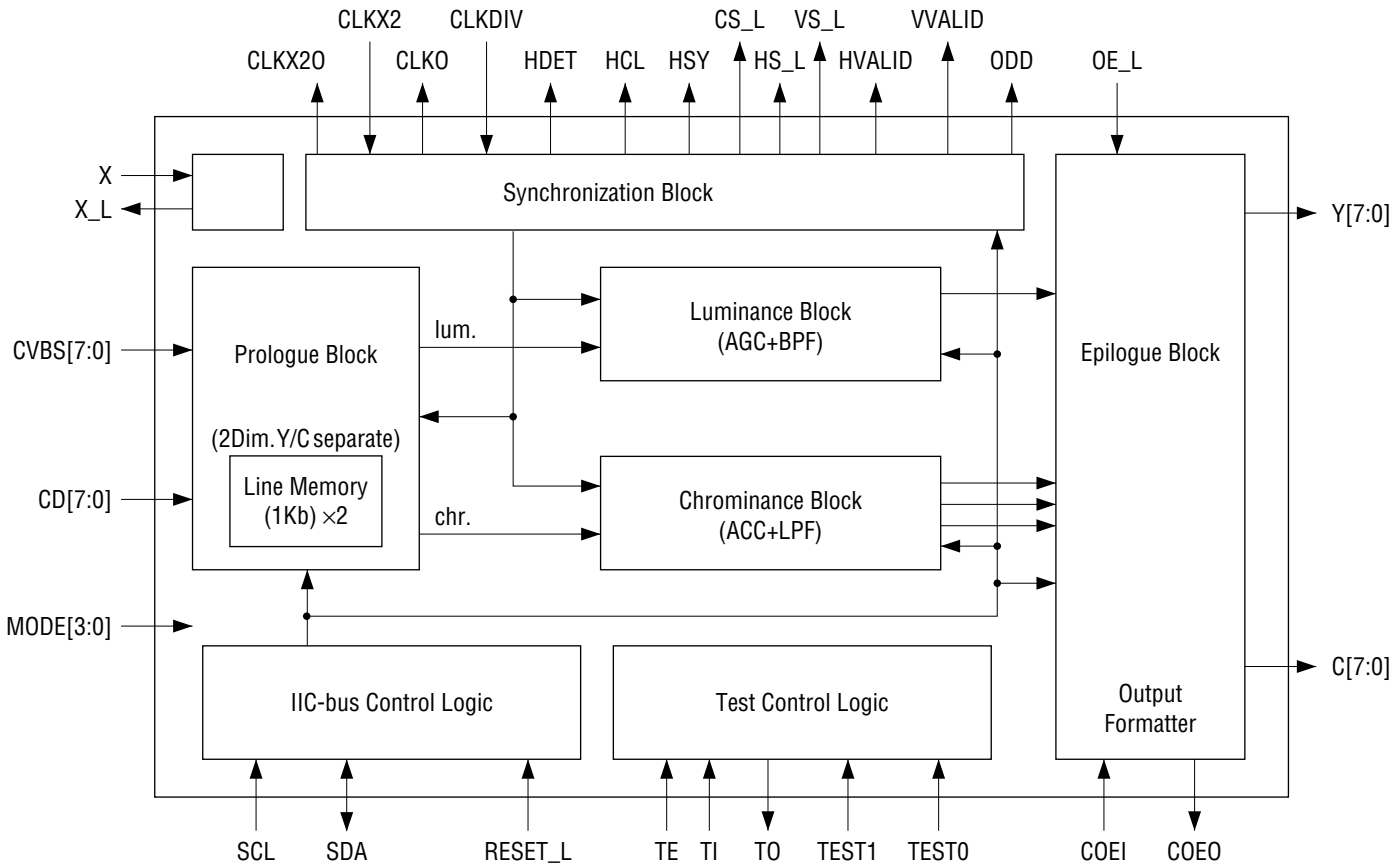 CLKX2 CLKDIV CS_L VS_L VVALID
CLKX2O CLKO HDET HCL HSY HS_L HVALID ODD OE_L
X
X_L
Synchronization Block
Y[7:0]
Luminance Block
(AGC+BPF)
lum.
CVBS[7:0]
Prologue Block
Epilogue Block
(2Dim. Y/C separate)
Line Memory
(1Kb) ×2
CD[7:0]
chr.
Chrominance Block
(ACC+LPF)
MODE[3:0]
C[7:0]
IIC-bus Control Logic
Test Control Logic
Output
Formatter
SCL SDA RESET_L TE TI TO TEST1 TEST0 COEI COEO